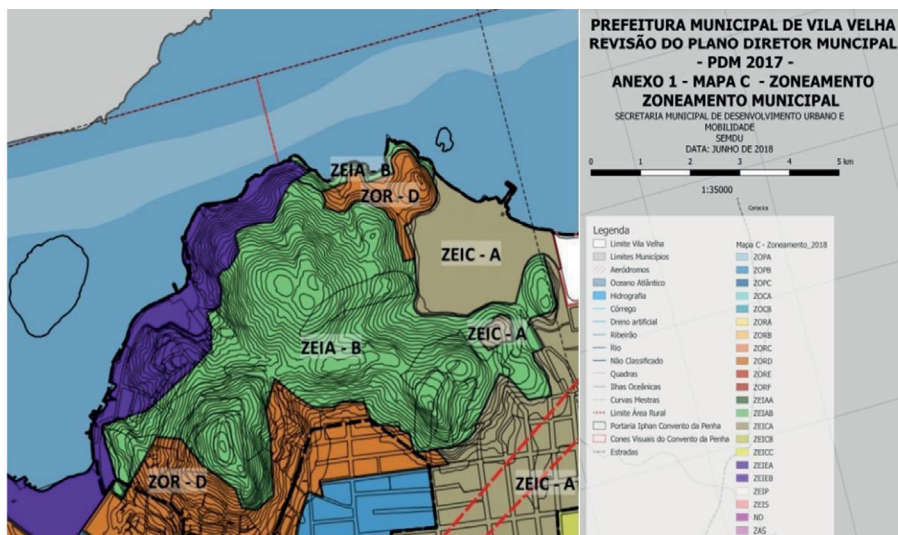 ZEIA - B
ZOR - D
ZEIC - A
ZEIC - A
ZEIA - B
ZOR - D
ZEIC - A
PREFEITURA MUNICIPAL DE VILA VELHA
REVISÃO DO PLANO DIRETOR MUNCIPAL
- PDM 2017 -
ANEXO 1 - MAPA C - ZONEAMENTO
ZONEAMENTO MUNICIPAL
SECRETARIA MUNICIPAL DE DESENVOLVIMENTO URBANO E
MOBILIDADE
SEMDU
DATA: JUNHO DE 2018
0 1 2 3 4 5 km
1:35000
Cariacica
Legenda
Limite Vila Velha
Limites Municípios
Aeródromos
Oceano Atlântico
Hidrografia
Córrego
Dreno artificial
Ribeirão
Rio
Não Classificado
Quadras
Ilhas Oceânicas
Curvas Mestras
Limite Área Rural
Portaria Iphan Convento da Penha
Cones Visuais do Convento da Penha
Estradas
Mapa C - Zoneamento_2018
ZOPA
ZOPB
ZOPC
ZOCA
ZOCB
ZORA
ZORB
ZORC
ZORD
ZORE
ZORF
ZEIAA
ZEIAB
ZEICA
ZEICB
ZEICC
ZEIEA
ZEIEB
ZEIP
ZEIS
ND
ZAS